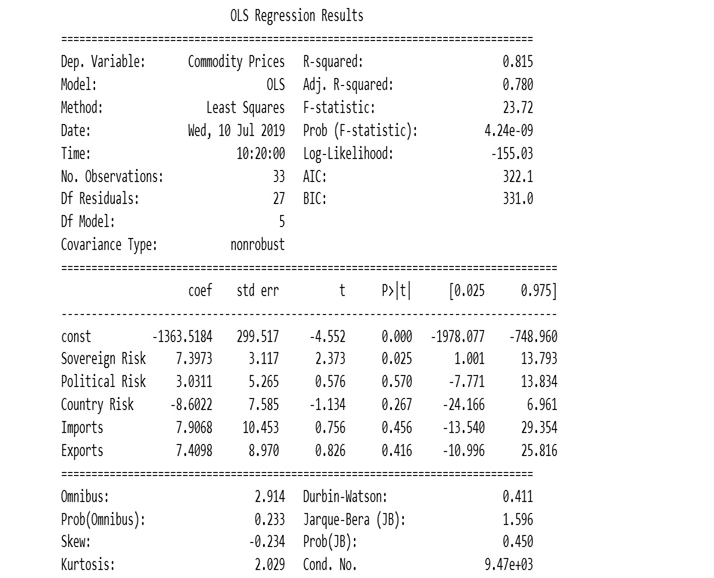 OLS Regression Results
==============================================================================
Dep. Variable: Commodity Prices R-squared: 0.815
Model: OLS Adj. R-squared: 0.780
Method: Least Squares F-statistic: 23.72
Date: Wed, 10 Jul 2019 Prob (F-statistic): 4.24e-09
Time: 10:20:00 Log-Likelihood: -155.03
No. Observations: 33 AIC: 322.1
Df Residuals: 27 BIC: 331.0
Df Model: 5
Covariance Type: nonrobust
==================================================================================
coef std err t P>|t| [0.025 0.975]
----------------------------------------------------------------------------------
const -1363.5184 299.517 -4.552 0.000 -1978.077 -748.960
Sovereign Risk 7.3973 3.117 2.373 0.025 1.001 13.793
Political Risk 3.0311 5.265 0.576 0.570 -7.771 13.834
Country Risk -8.6022 7.585 -1.134 0.267 -24.166 6.961
Imports 7.9068 10.453 0.756 0.456 -13.540 29.354
Exports 7.4098 8.970 0.826 0.416 -10.996 25.816
==============================================================================
Omnibus: 2.914 Durbin-Watson: 0.411
Prob(Omnibus): 0.233 Jarque-Bera (JB): 1.596
Skew: -0.234 Prob(JB): 0.450
Kurtosis: 2.029 Cond. No. 9.47e+03